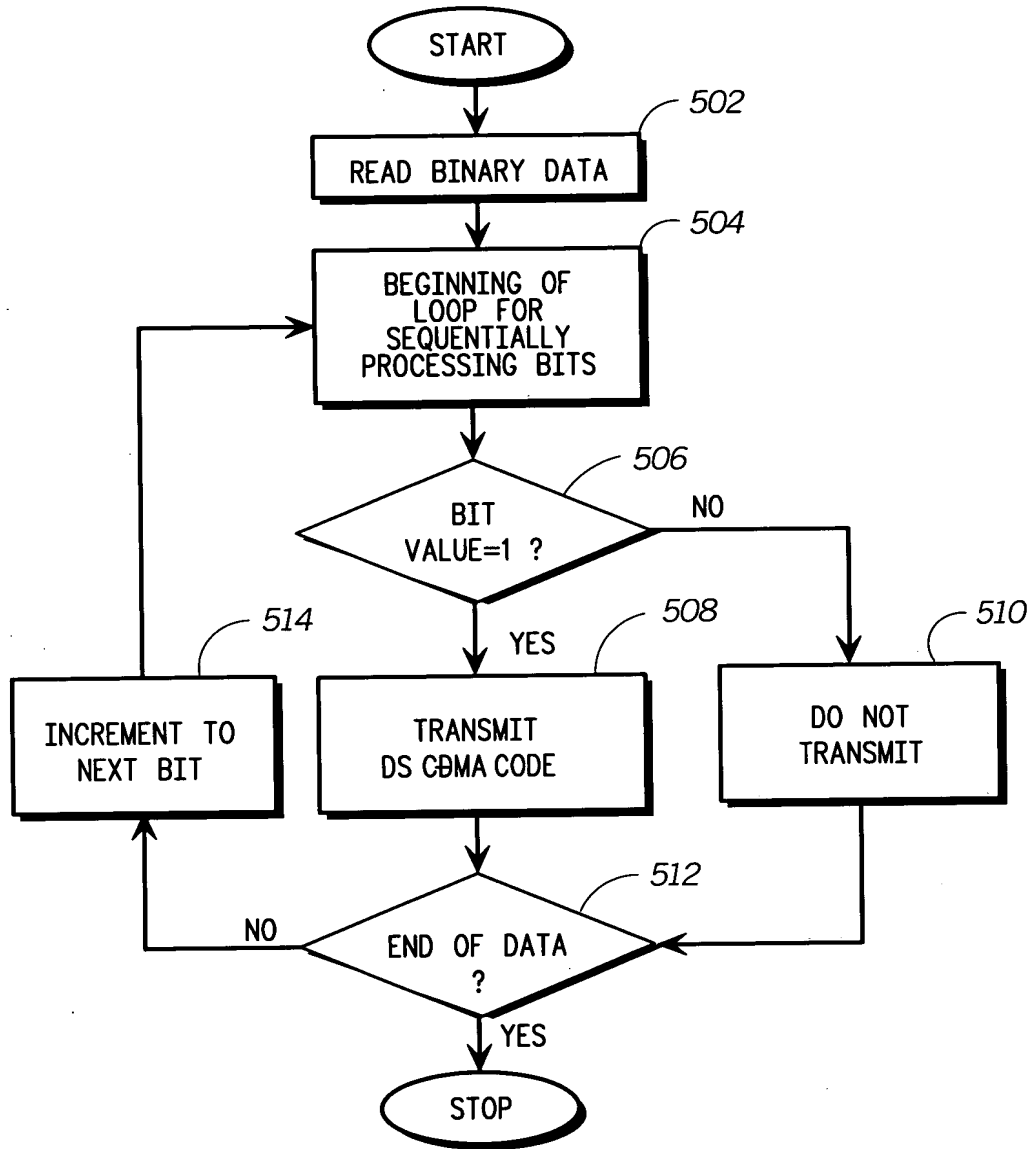 START
502
READ BINARY DATA
504
BEGINNING OF
LOOP FOR
SEQUENTIALLY
PROCESSING BITS
506
BIT
VALUE=1 ?
NO
YES
508
TRANSMIT
DS CDMA CODE
510
DO NOT
TRANSMIT
514
INCREMENT TO
NEXT BIT
512
END OF DATA
?
NO
YES
STOP